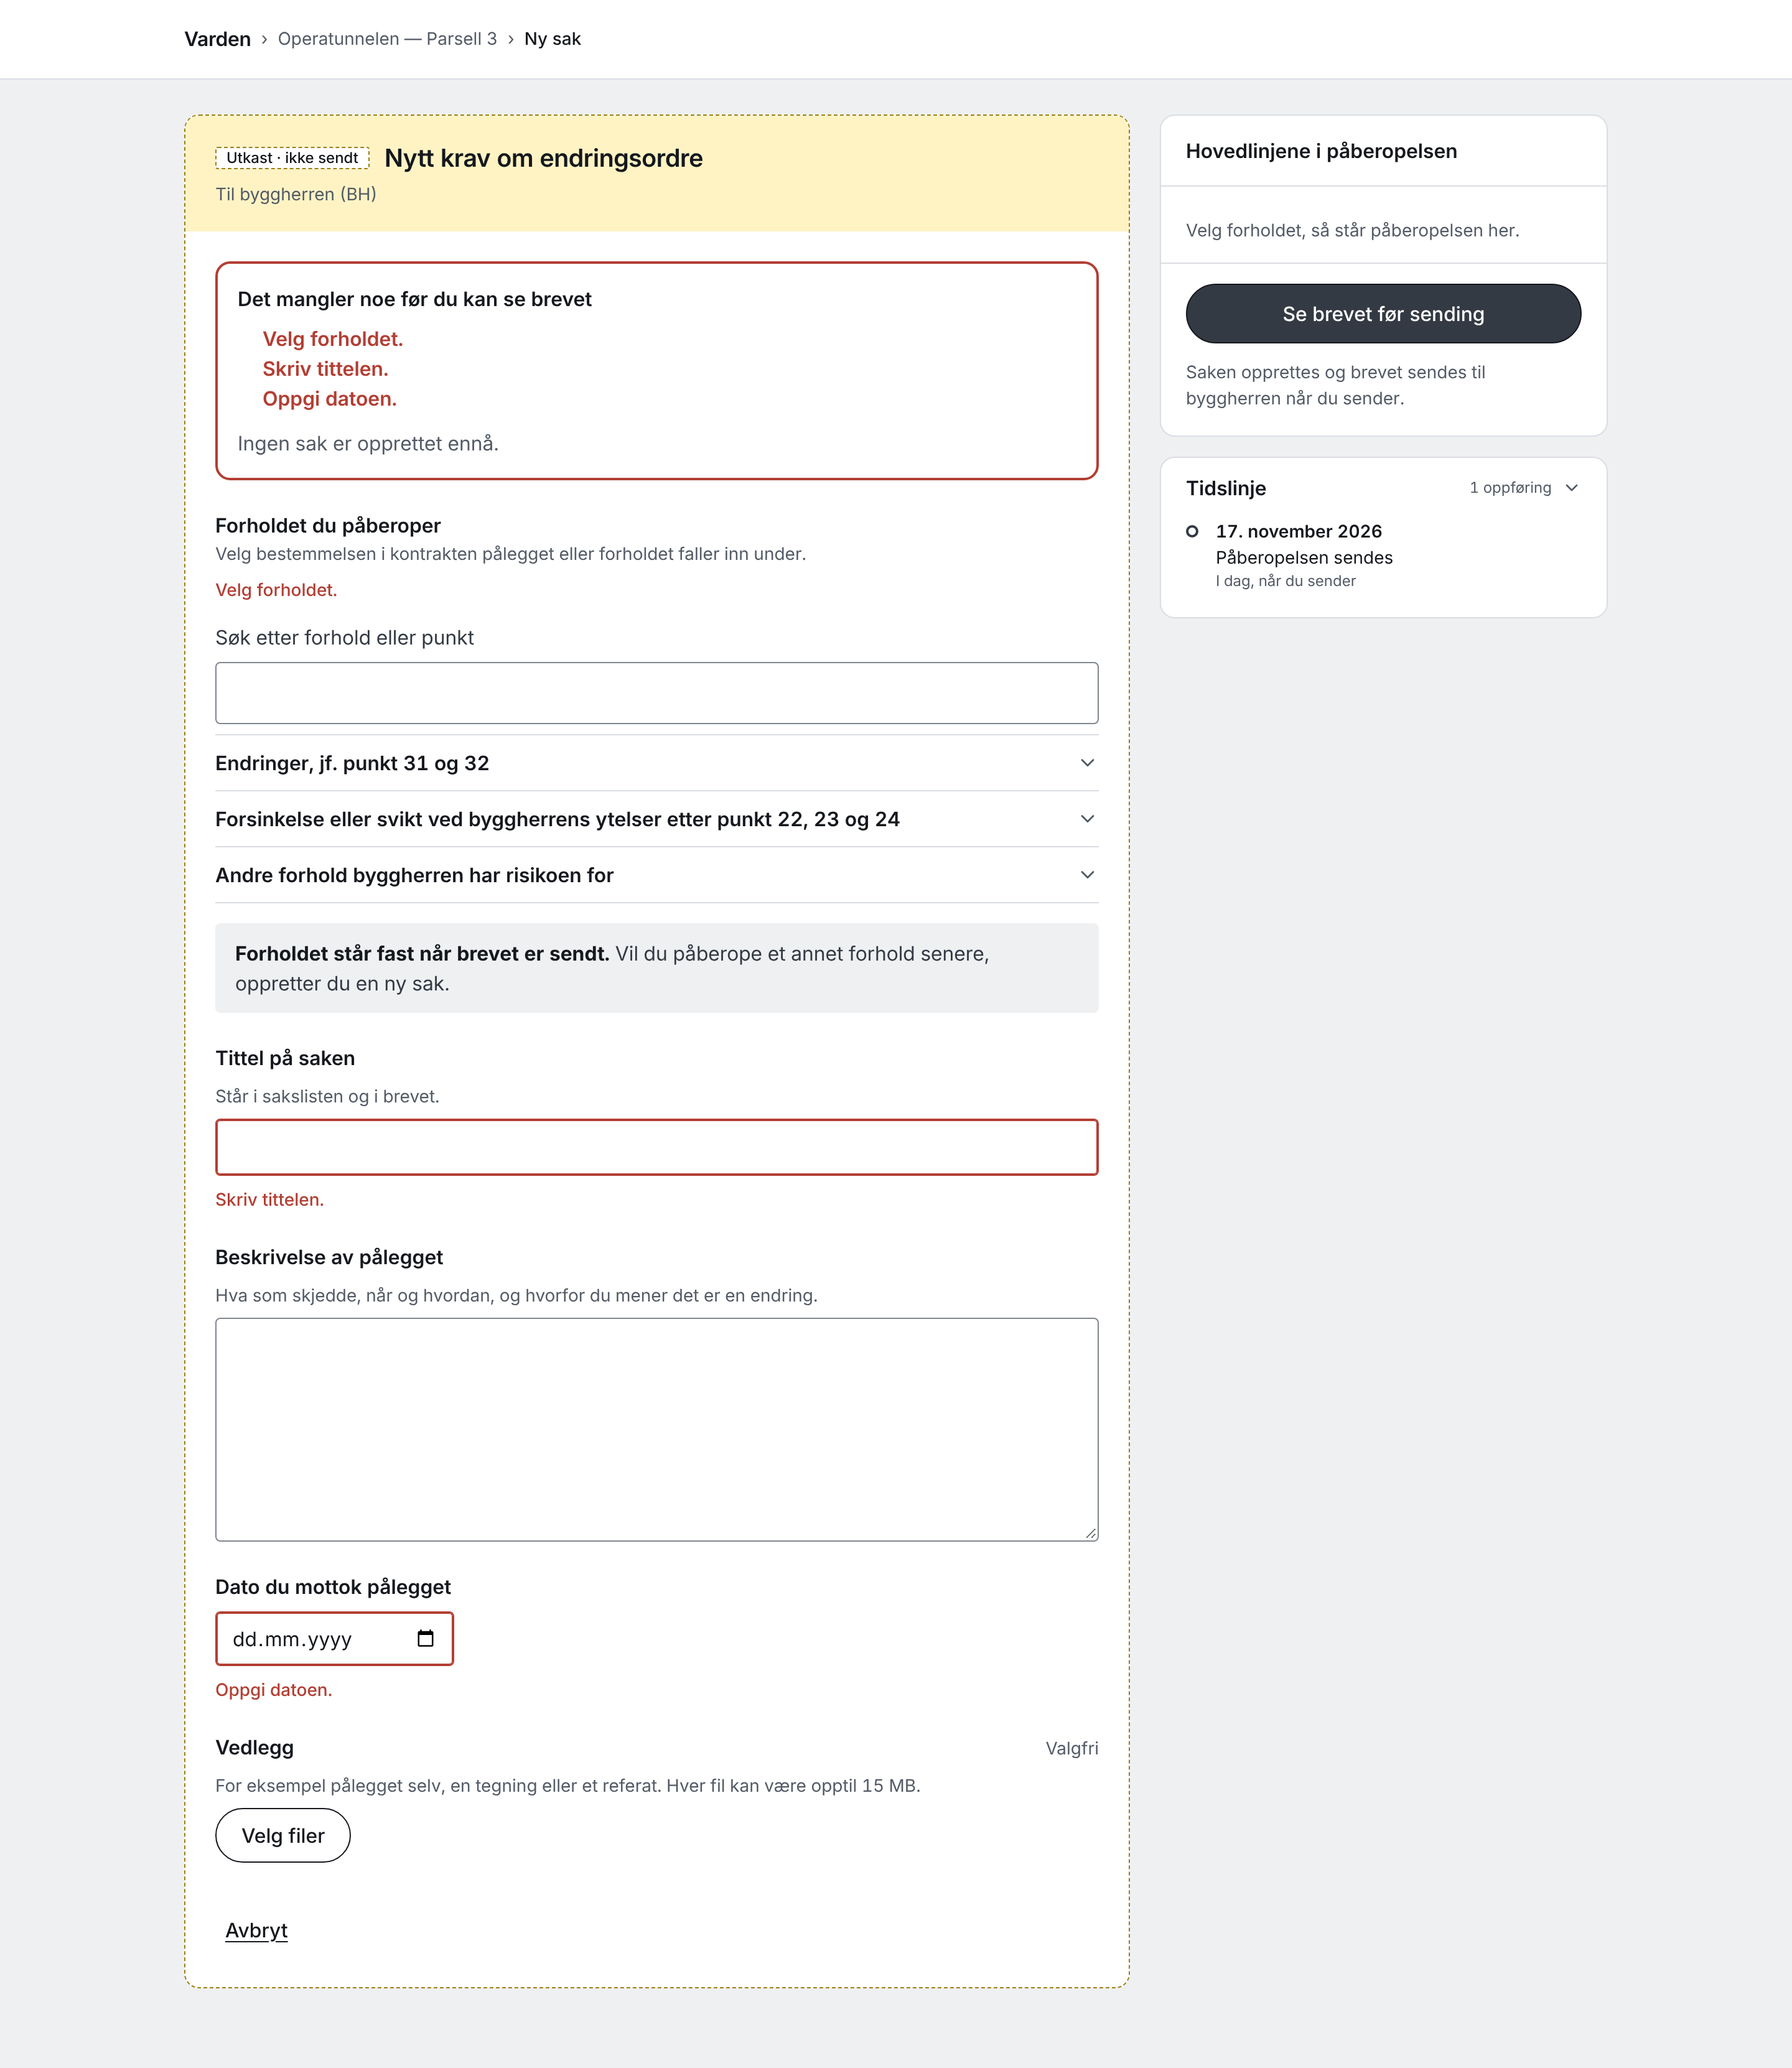 Varden › Operatunnelen — Parsell 3 › Ny sak
Utkast · ikke sendt
Nytt krav om endringsordre
Til byggherren (BH)
Det mangler noe før du kan se brevet
Velg forholdet.
Skriv tittelen.
Oppgi datoen.
Ingen sak er opprettet ennå.
Forholdet du påberoper
Velg bestemmelsen i kontrakten pålegget eller forholdet faller inn under.
Velg forholdet.
Søk etter forhold eller punkt
Endringer, jf. punkt 31 og 32
Forsinkelse eller svikt ved byggherrens ytelser etter punkt 22, 23 og 24
Andre forhold byggherren har risikoen for
Forholdet står fast når brevet er sendt. Vil du påberope et annet forhold senere,
oppretter du en ny sak.
Tittel på saken
Står i sakslisten og i brevet.
Skriv tittelen.
Beskrivelse av pålegget
Hva som skjedde, når og hvordan, og hvorfor du mener det er en endring.
Dato du mottok pålegget
dd.mm.yyyy
Oppgi datoen.
Vedlegg
Valgfri
For eksempel pålegget selv, en tegning eller et referat. Hver fil kan være opptil 15 MB.
Velg filer
Avbryt
Hovedlinjene i påberopelsen
Velg forholdet, så står påberopelsen her.
Se brevet før sending
Saken opprettes og brevet sendes til
byggherren når du sender.
Tidslinje
1 oppføring
17. november 2026
Påberopelsen sendes
I dag, når du sender